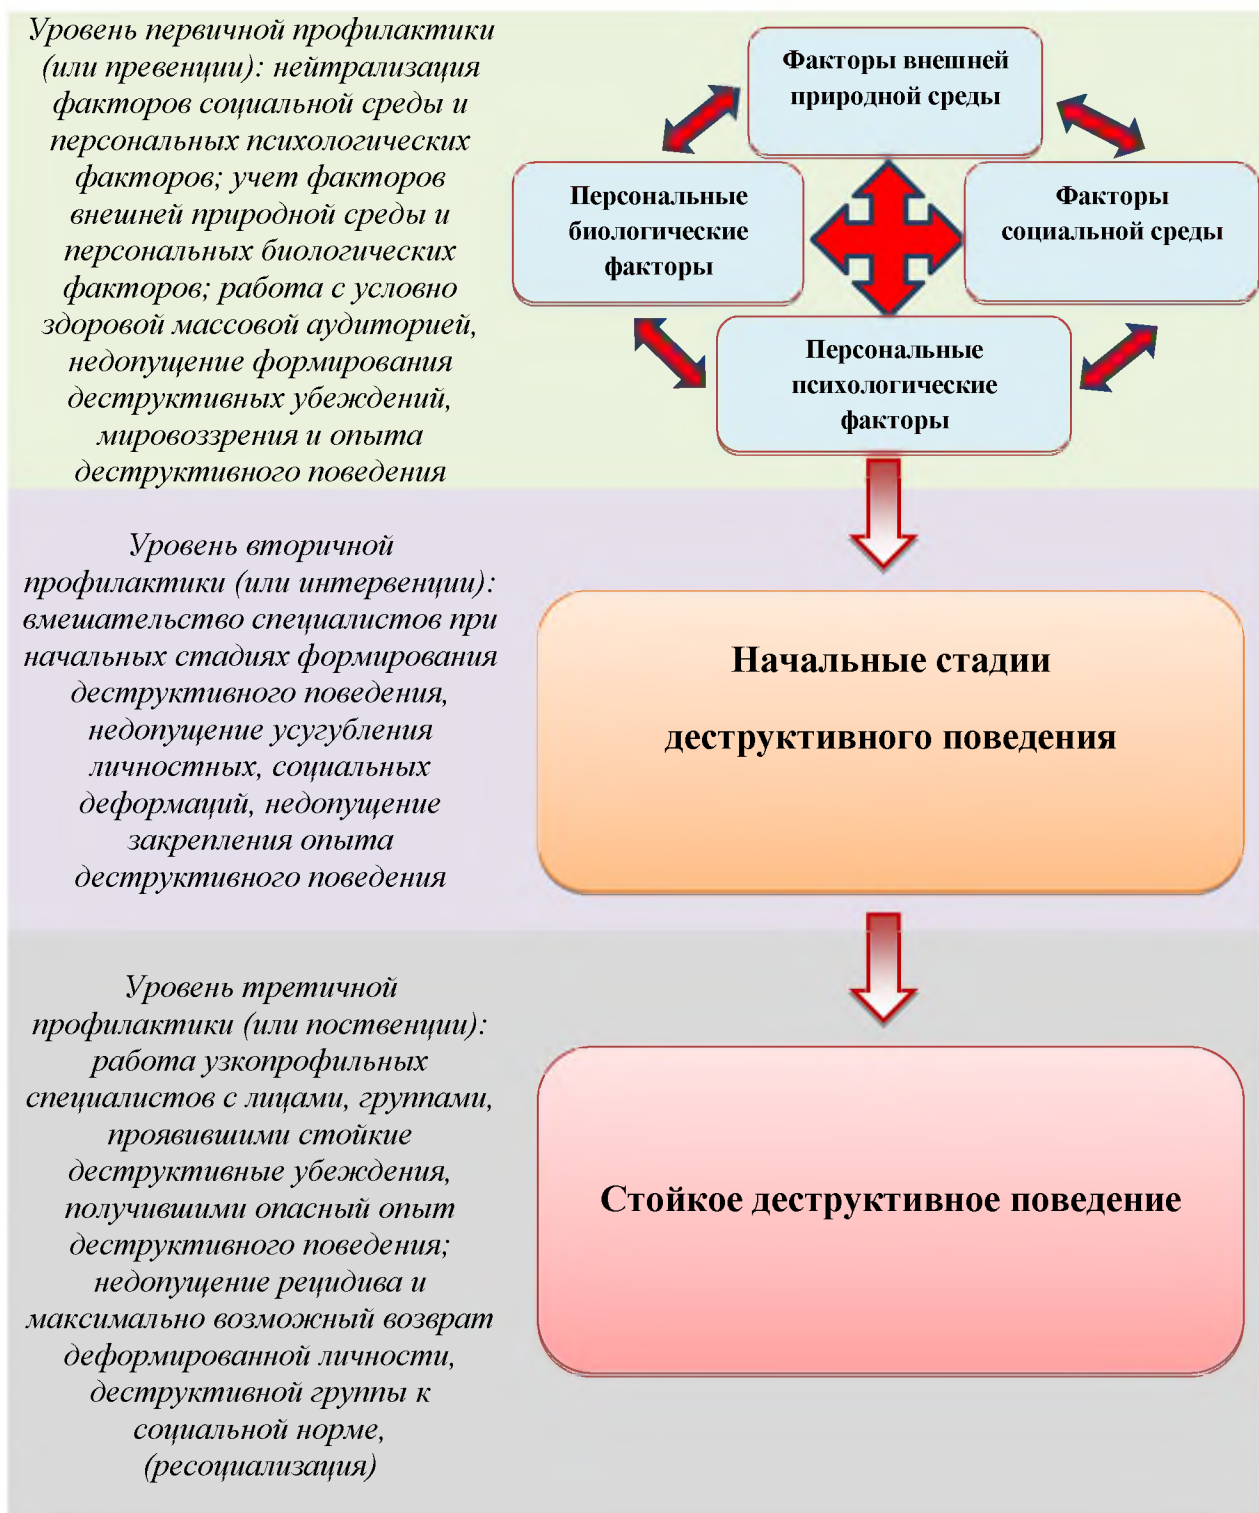 Уровень первичной профилактики
(или превенции): нейтрализация
факторов социальной среды и
персональных психологических
факторов; учет факторов
внешней природной среды и
персональных биологических
факторов; работа с условно
здоровой массовой аудиторией,
недопущение формирования
деструктивных убеждений,
мировоззрения и опыта
деструктивного поведения
Факторы внешней
природной среды
Персональные
биологические
факторы
Факторы
социальной среды
Персональные
психологические
факторы
Уровень вторичной
профилактики (или интервенции):
вмешательство специалистов при
начальных стадиях формирования
деструктивного поведения,
недопущение усугубления
личностных, социальных
деформаций, недопущение
закрепления опыта
деструктивного поведения
Начальные стадии
деструктивного поведения
Уровень третичной
профилактики (или поственции):
работа узкопрофильных
специалистов с лицами, группами,
проявившими стойкие
деструктивные убеждения,
получившими опасный опыт
деструктивного поведения;
недопущение рецидива и
максимально возможный возврат
деформированной личности,
деструктивной группы к
социальной норме,
(ресоциализация)
Стойкое деструктивное поведение